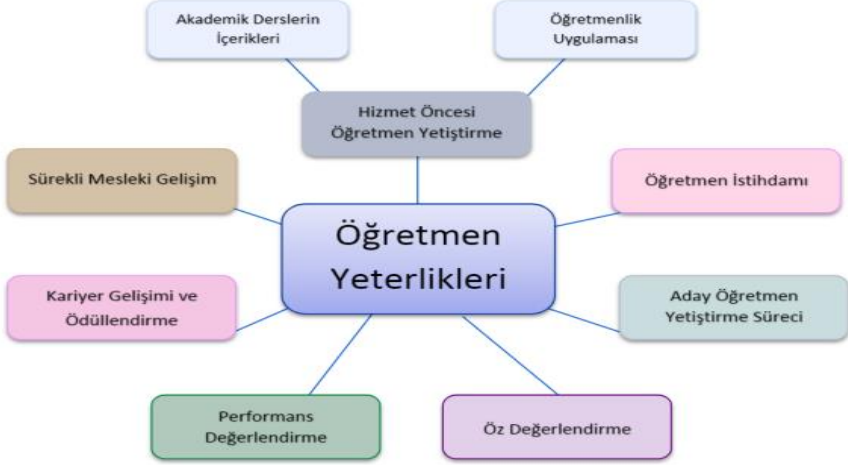 Akademik Derslerin
İçerikleri
Öğretmenlik
Uygulaması
Hizmet Öncesi
Öğretmen Yetiştirme
Sürekli Mesleki Gelişim
Öğretmen İstihdamı
Öğretmen
Yeterlikleri
Kariyer Gelişimi ve
Ödüllendirme
Aday Öğretmen
Yetiştirme Süreci
Performans
Değerlendirme
Öz Değerlendirme